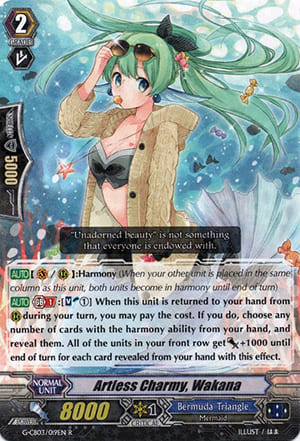 2
GRADE
5000
"Unadorned beauty" is not something
that everyone is endowed with.
AUTO [ / ]:Harmony (When your other unit is placed in the same
column as this unit, both units become in harmony until end of turn)
AUTO GB 1 :[ (1)] When this unit is returned to your hand from
during your turn, you may pay the cost. If you do, choose any
number of cards with the harmony ability from your hand, and
reveal them. All of the units in your front row get +1000 until
end of turn for each card revealed from your hand with this effect.
NORMAL
UNIT
Artless Charmy, Wakana
POWER
8000
1
CRITICAL
Bermuda Triangle
Mermaid
G-CB03/019EN R
ILLUST /